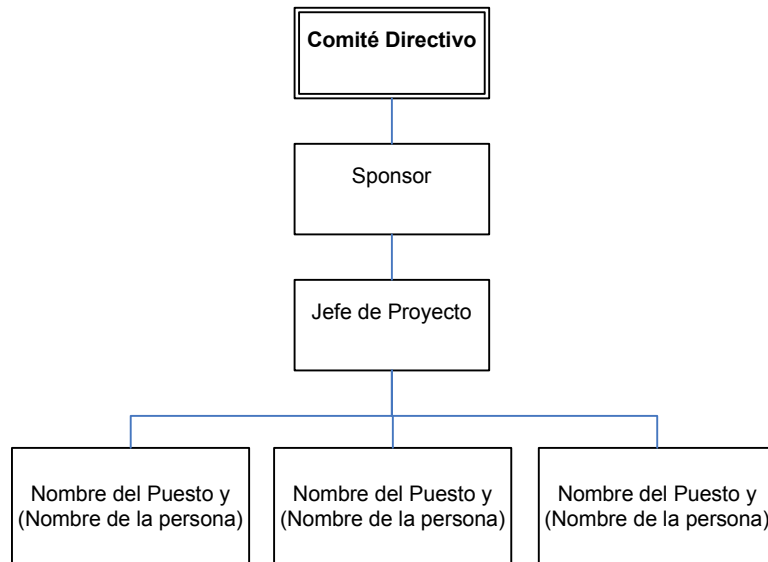 Comité Directivo
Sponsor
Jefe de Proyecto
Nombre del Puesto y
(Nombre de la persona)
Nombre del Puesto y
(Nombre de la persona)
Nombre del Puesto y
(Nombre de la persona)